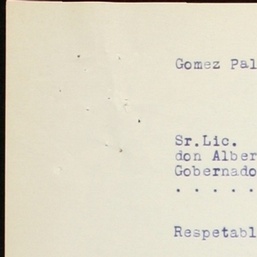 Gomez Pal
Sr.Lic.
don Alber
Gobernado
. . . . .
Respetabl